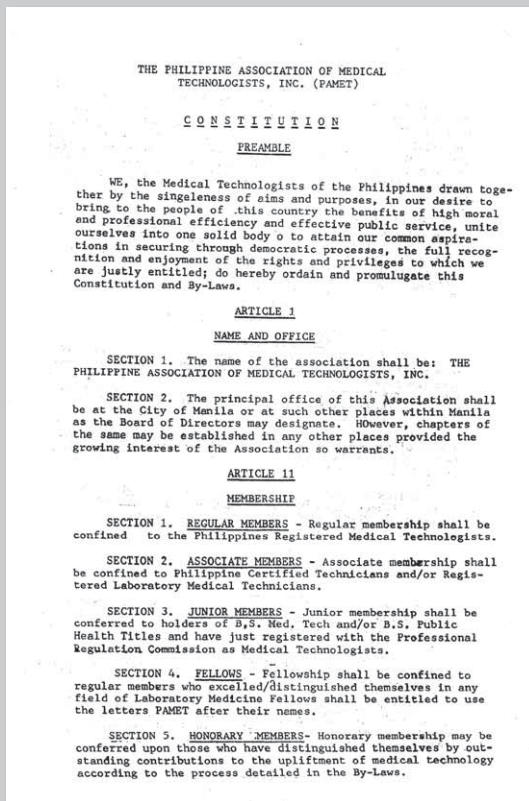 THE PHILIPPINE ASSOCIATION OF MEDICAL
TECHNOLOGISTS, INC. (PAMET)
C O N S T I T U T I O N
PREAMBLE
WE, the Medical Technologists of the Philippines drawn toge-
ther by the singeleness of aims and purposes, in our desire to
bring to the people of .this country the benefits of high moral
and professional efficiency and effective public service, unite
ourselves into one solid body o to attain our common aspira-
tions in securing through democratic processes, the full recog-
nition and enjoyment of the rights and privileges to which we
are justly entitled; do hereby ordain and promulugate this
Constitution and By-Laws.
ARTICLE 1
NAME AND OFFICE
SECTION 1. The name of the association shall be: THE
PHILIPPINE ASSOCIATION OF MEDICAL TECHNOLOGISTS, INC.
SECTION 2. The principal office of this Association shall
be at the City of Manila or at such other places within Manila
as the Board of Directors may designate. HOwever, chapters of
the same may be established in any other places provided the
growing interest of the Association so warrants.
ARTICLE 11
MEMBERSHIP
SECTION 1. REGULAR MEMBERS - Regular membership shall be
confined to the Philippines Registered Medical Technologists.
SECTION 2. ASSOCIATE MEMBERS - Associate membership shall
be confined to Philippine Certified Technicians and/or Regis-
tered Laboratory Medical Technicians.
SECTION 3. JUNIOR MEMBERS - Junior membership shall be
conferred to holders of B.S. Med. Tech and/or B.S. Public
Health Titles and have just registered with the Professional
Regulation Commission as Medical Technologists.
SECTION 4. FELLOWS - Fellowship shall be confined to
regular members who excelled/distinguished themselves in any
field of Laboratory Medicine Fellows shall be entitled to use
the letters PAMET after their names.
SECTION 5. HONORARY MEMBERS- Honorary membership may be
conferred upon those who have distinguished themselves by out-
standing contributions to the upliftment of medical technology
according to the process detailed in the By-Laws.